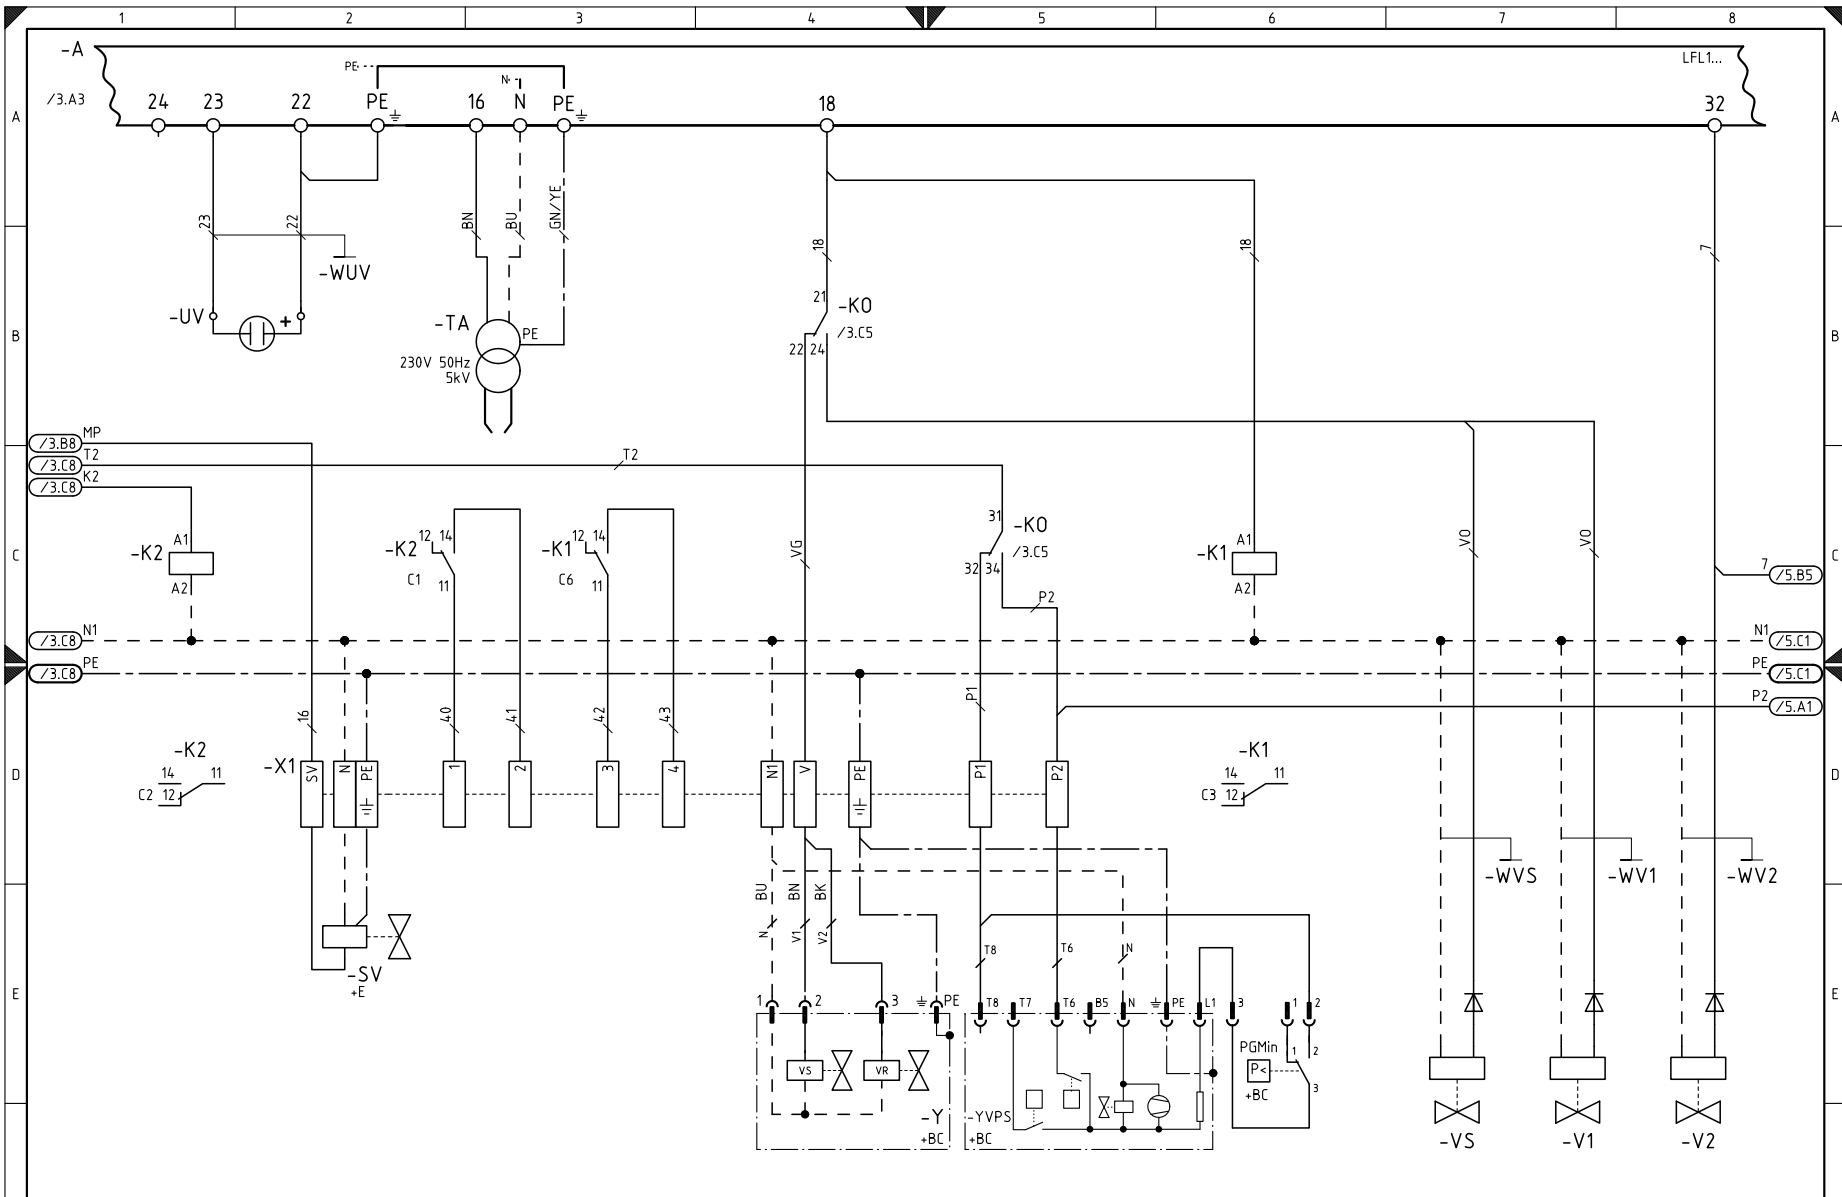 1 2 3 4 5 6 7 8
-A
LFL1...
PE
N
/3.A3
24 23 22 PE 16 N PE 18 32
A A
23 22 BN BU GN/YE 18 18 7
-WUV
-UV +
-TA PE
230V 50Hz
5kV
21 -KO
/3.C5
22 24
B B
/3.B8 MP
/3.C8 T2 T2
/3.C8 K2
-K2 A1
A2
-K2 12 14
C1 11
-K1 12 14
C6 11
VG
31 -KO
/3.C5
32 34
P2
-K1 A1
A2
VO VO
7 /5.B5
C C
/3.C8 N1 N1 /5.C1
/3.C8 PE PE /5.C1
P2 /5.A1
16 40 41 42 43 P1
-K2
14 11
C2 12
-X1 SV N PE 1 2 3 4 N1 V PE P1 P2
-K1
14 11
C3 12
D D
-WVS -WV1 -WV2
BU BN BK
N V1 V2
T8 T6 N
-SV
+E
1 2 3 PE
T8 T7 T6 B5 N PE L1 3 1 2
E E
VS VR
PGMin
P<
+BC
1 2
3
-Y
+BC
-YVPS
+BC
-VS -V1 -V2